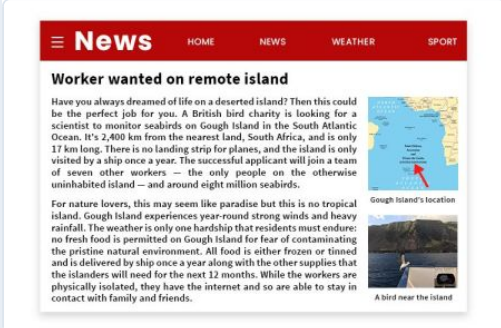 News
HOME
NEWS
WEATHER
SPORT
Worker wanted on remote island
Have you always dreamed of life on a deserted island? Then this could
be the perfect job for you. A British bird charity is looking for a
scientist to monitor seabirds on Gough Island in the South Atlantic
Ocean. It's 2,400 km from the nearest land, South Africa, and is only
17 km long. There is no landing strip for planes, and the island is only
visited by a ship once a year. The successful applicant will join a team
of seven other workers — the only people on the otherwise
uninhabited island — and around eight million seabirds.
For nature lovers, this may seem like paradise but this is no tropical
island. Gough Island experiences year-round strong winds and heavy
rainfall. The weather is only one hardship that residents must endure:
no fresh food is permitted on Gough Island for fear of contaminating
the pristine natural environment. All food is either frozen or tinned
and is delivered by ship once a year along with the other supplies that
the islanders will need for the next 12 months. While the workers are
physically isolated, they have the internet and so are able to stay in
contact with family and friends.
Gough Island's location
A bird near the island